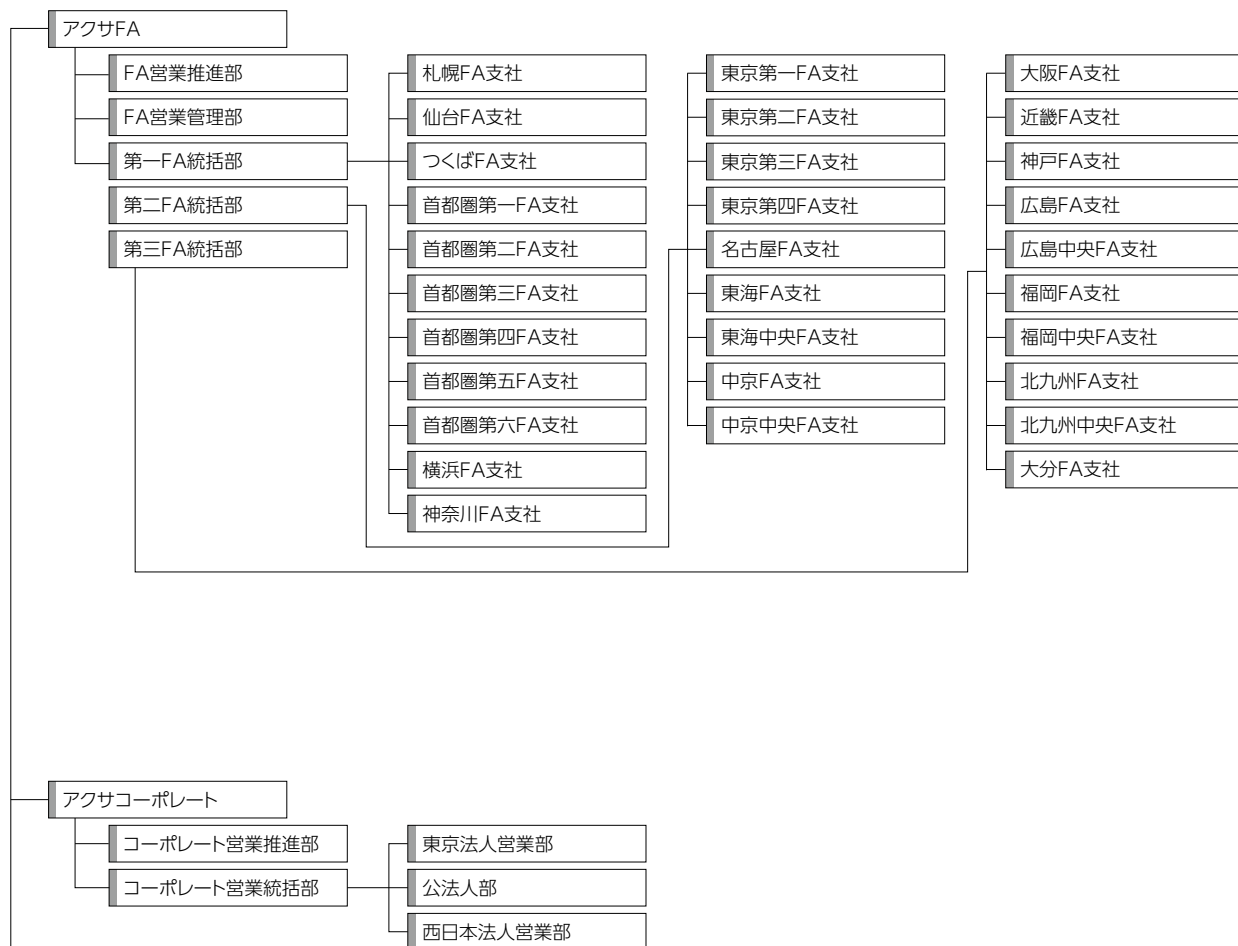 アクサFA
FA営業推進部
FA営業管理部
第一FA統括部
第二FA統括部
第三FA統括部
札幌FA支社
仙台FA支社
つくばFA支社
首都圏第一FA支社
首都圏第二FA支社
首都圏第三FA支社
首都圏第四FA支社
首都圏第五FA支社
首都圏第六FA支社
横浜FA支社
神奈川FA支社
東京第一FA支社
東京第二FA支社
東京第三FA支社
東京第四FA支社
名古屋FA支社
東海FA支社
東海中央FA支社
中京FA支社
中京中央FA支社
大阪FA支社
近畿FA支社
神戸FA支社
広島FA支社
広島中央FA支社
福岡FA支社
福岡中央FA支社
北九州FA支社
北九州中央FA支社
大分FA支社
アクサコーポレート
コーポレート営業推進部
コーポレート営業統括部
東京法人営業部
公法人部
西日本法人営業部